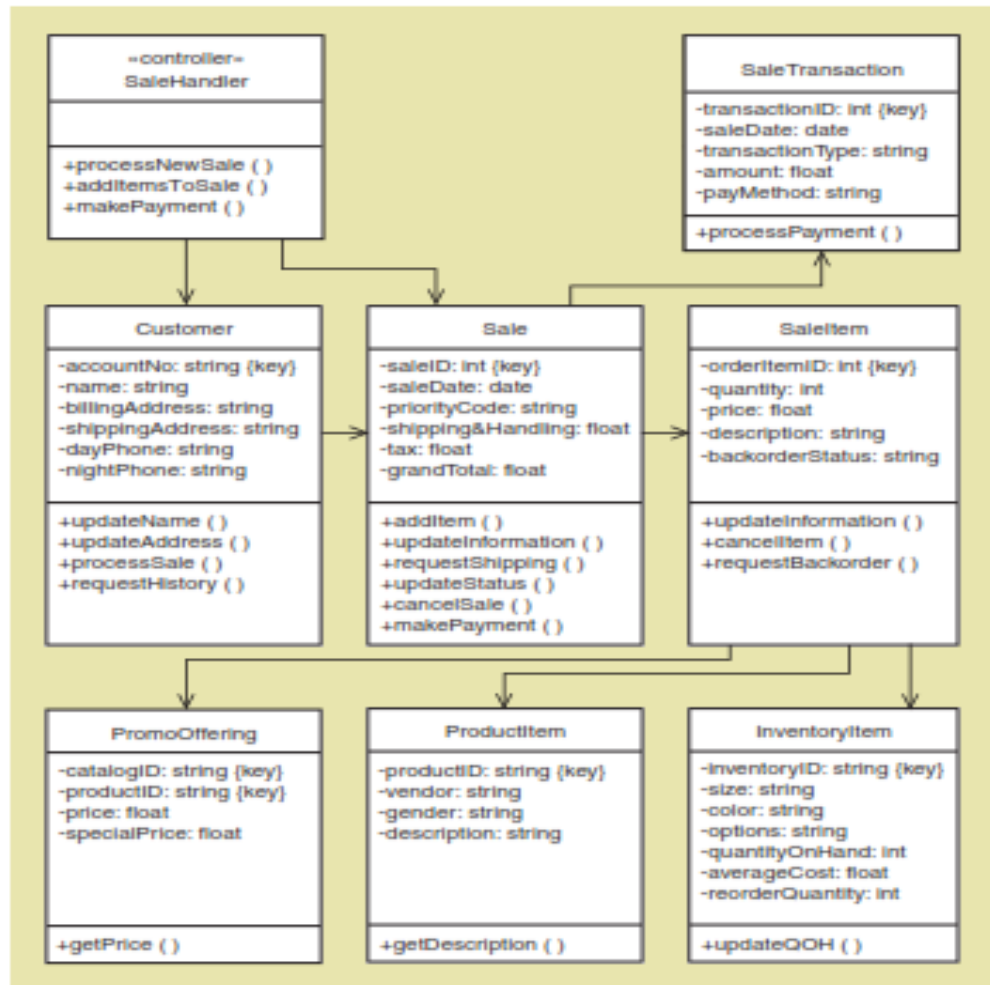 «controller»
SaleHandler
+processNewSale ( )
+addItemsToSale ( )
+makePayment ( )
SaleTransaction
-transactionID: int {key}
-saleDate: date
-transactionType: string
-amount: float
-payMethod: string
+processPayment ( )
Customer
-accountNo: string {key}
-name: string
-billingAddress: string
-shippingAddress: string
-dayPhone: string
-nightPhone: string
+updateName ( )
+updateAddress ( )
+processSale ( )
+requestHistory ( )
Sale
-saleID: int {key}
-saleDate: date
-priorityCode: string
-shipping&Handling: float
-tax: float
-grandTotal: float
+addItem ( )
+updateInformation ( )
+requestShipping ( )
+updateStatus ( )
+cancelSale ( )
+makePayment ( )
SaleItem
-orderItemID: int {key}
-quantity: int
-price: float
-description: string
-backorderStatus: string
+updateInformation ( )
+cancelItem ( )
+requestBackorder ( )
PromoOffering
-catalogID: string {key}
-productID: string {key}
-price: float
-specialPrice: float
+getPrice ( )
ProductItem
-productID: string {key}
-vendor: string
-gender: string
-description: string
+getDescription ( )
InventoryItem
-inventoryID: string {key}
-size: string
-color: string
-options: string
-quantityOnHand: int
-averageCost: float
-reorderQuantity: int
+updateQOH ( )